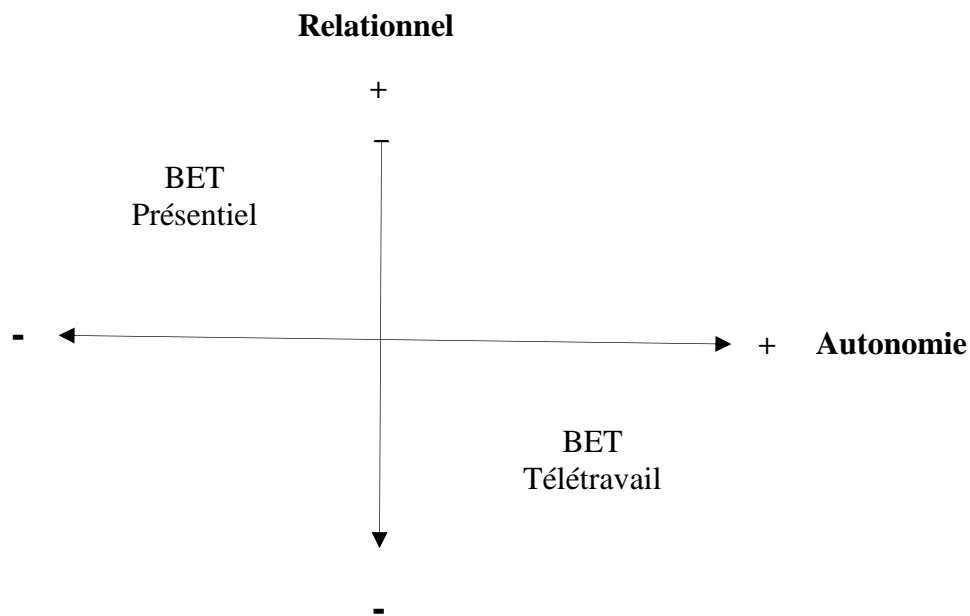 Relationnel
+
BET
Présentiel
-
+ Autonomie
BET
Télétravail
-